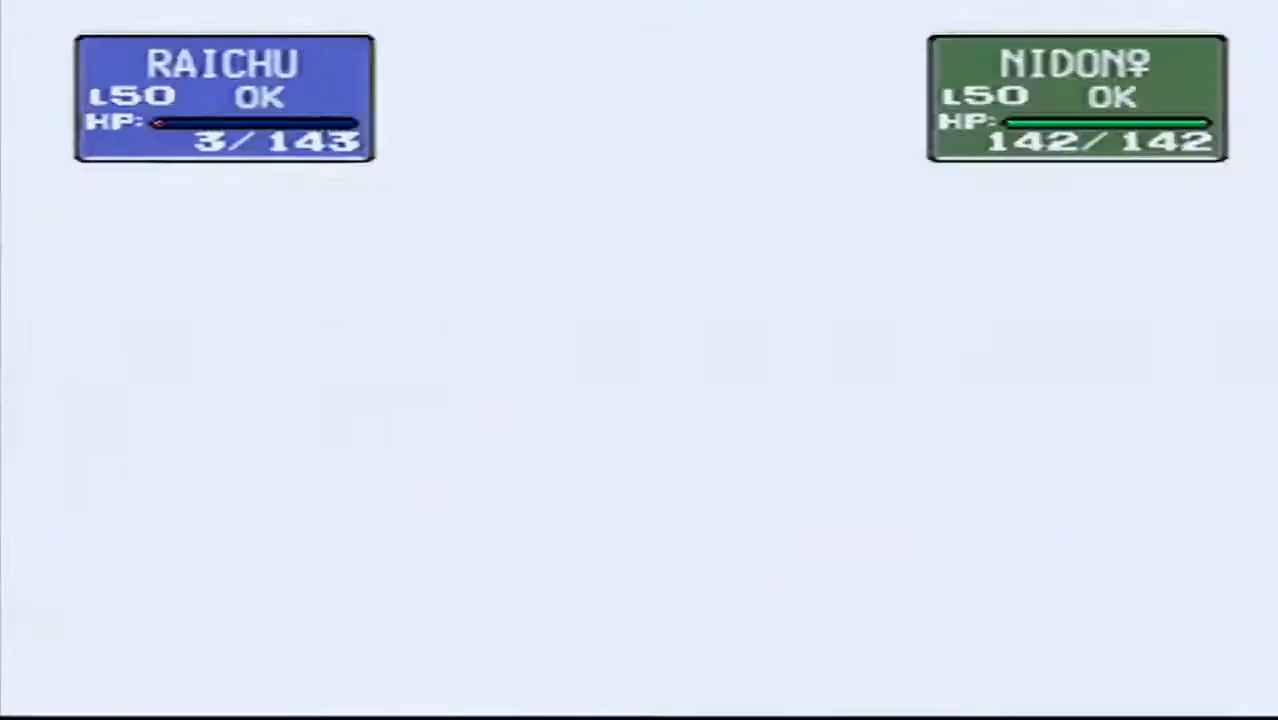 RAICHU
L50 OK
HP:
3/143
NIDON♀
L50 OK
HP:
142/142